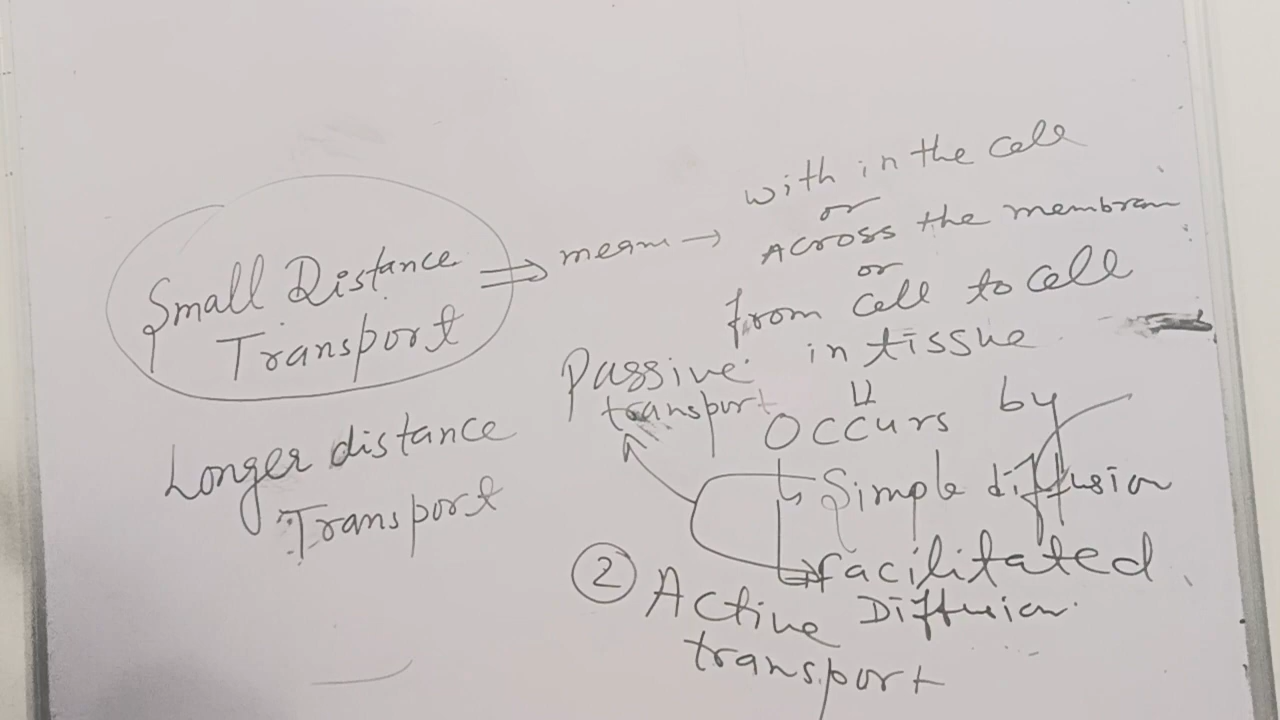 Small Distance
Transport
⇒ mean →
with in the cell
or
Across the membran
or
from cell to cell
in tissue
Occurs by
Simple diffusion
facilitated
Diffusion
Passive
transport
② Active
transport
Longer distance
Transport